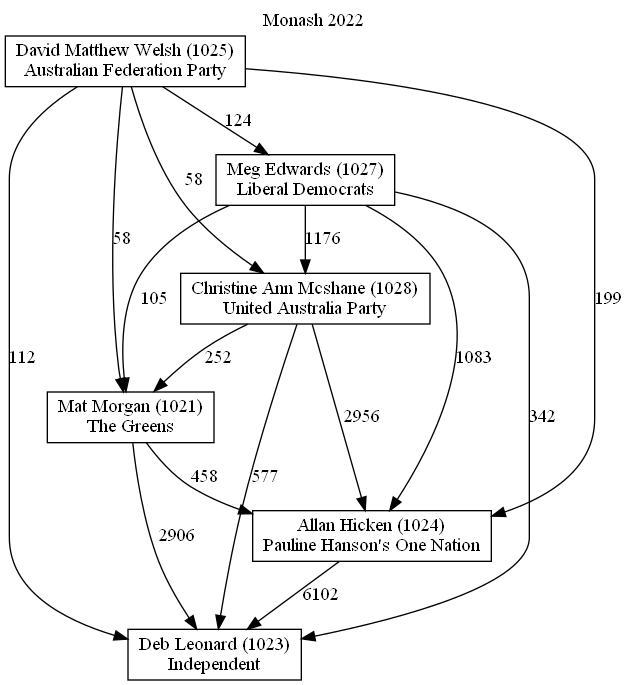 Monash 2022
David Matthew Welsh (1025)
Australian Federation Party
124
Meg Edwards (1027)
Liberal Democrats
58
58
1176
Christine Ann Mcshane (1028)
United Australia Party
105
199
112
252
1083
Mat Morgan (1021)
The Greens
2956
342
458
577
Allan Hicken (1024)
Pauline Hanson's One Nation
2906
6102
Deb Leonard (1023)
Independent